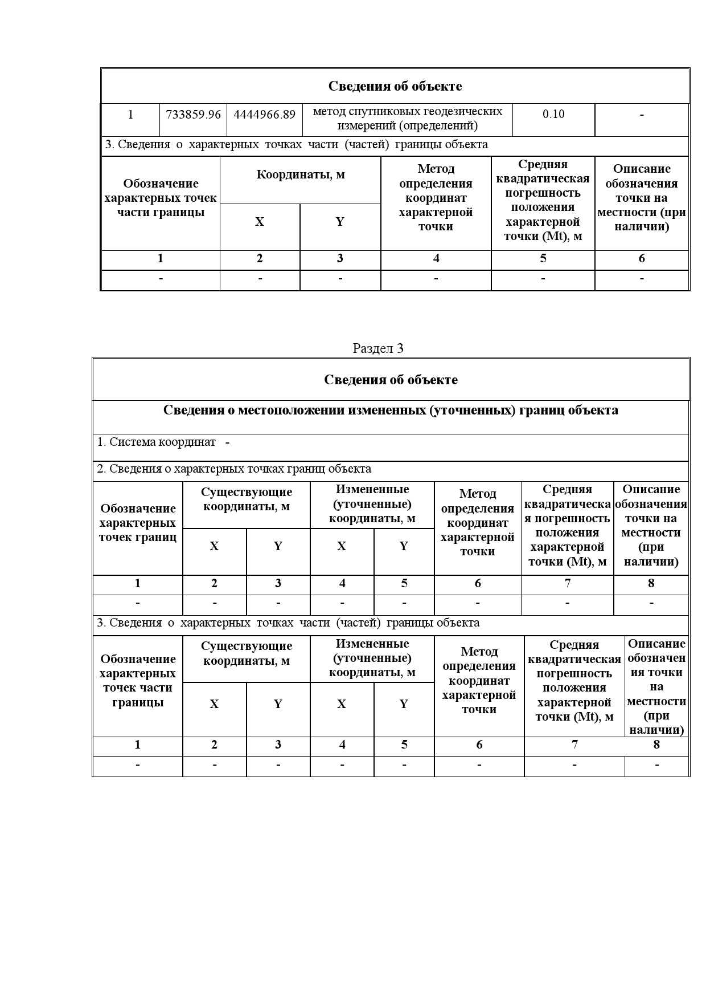 Сведения об объекте
1 733859.96 4444966.89 метод спутниковых геодезических измерений (определений) 0.10 -
3. Сведения о характерных точках части (частей) границы объекта
Обозначение характерных точек части границы
Координаты, м
Метод определения координат характерной точки
Средняя квадратическая погрешность положения характерной точки (Mt), м
Описание обозначения точки на местности (при наличии)
X Y
1 2 3 4 5 6
- - - - - -
Раздел 3
Сведения об объекте
Сведения о местоположении измененных (уточненных) границ объекта
1. Система координат -
2. Сведения о характерных точках границ объекта
Обозначение характерных точек границ
Существующие координаты, м
Измененные (уточненные) координаты, м
Метод определения координат характерной точки
Средняя квадратическа я погрешность положения характерной точки (Mt), м
Описание обозначения точки на местности (при наличии)
X Y X Y
1 2 3 4 5 6 7 8
- - - - - - - -
3. Сведения о характерных точках части (частей) границы объекта
Обозначение характерных точек части границы
Существующие координаты, м
Измененные (уточненные) координаты, м
Метод определения координат характерной точки
Средняя квадратическая погрешность положения характерной точки (Mt), м
Описание обозначен ия точки на местности (при наличии)
X Y X Y
1 2 3 4 5 6 7 8
- - - - - - - -